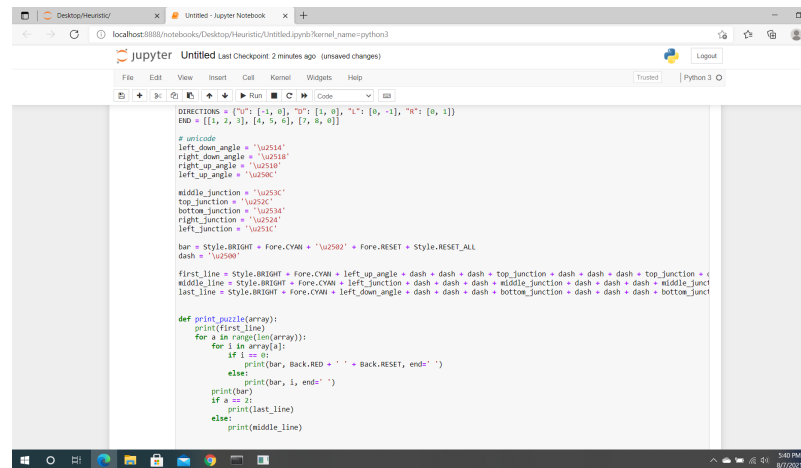 Desktop/Heuristic/
Untitled - Jupyter Notebook
localhost:8888/notebooks/Desktop/Heuristic/Untitled.ipynb?kernel_name=python3
jupyter Untitled Last Checkpoint: 2 minutes ago (unsaved changes)
Logout
File Edit View Insert Cell Kernel Widgets Help
Trusted Python 3
Run Code
DIRECTIONS = {"U": [-1, 0], "D": [1, 0], "L": [0, -1], "R": [0, 1]}
END = [[1, 2, 3], [4, 5, 6], [7, 8, 0]]
# unicode
left_down_angle = '\u2514'
right_down_angle = '\u2518'
right_up_angle = '\u2510'
left_up_angle = '\u250C'
middle_junction = '\u253C'
top_junction = '\u252C'
bottom_junction = '\u2534'
right_junction = '\u2524'
left_junction = '\u251C'
bar = Style.BRIGHT + Fore.CYAN + '\u2502' + Fore.RESET + Style.RESET_ALL
dash = '\u2500'
first_line = Style.BRIGHT + Fore.CYAN + left_up_angle + dash + dash + dash + top_junction + dash + dash + dash + top_junction +
middle_line = Style.BRIGHT + Fore.CYAN + left_junction + dash + dash + dash + middle_junction + dash + dash + dash + middle_junct
last_line = Style.BRIGHT + Fore.CYAN + left_down_angle + dash + dash + dash + bottom_junction + dash + dash + dash + bottom_junct
def print_puzzle(array):
print(first_line)
for a in range(len(array)):
for i in array[a]:
if i == 0:
print(bar, Back.RED + ' ' + Back.RESET, end=' ')
else:
print(bar, i, end=' ')
print(bar)
if a == 2:
print(last_line)
else:
print(middle_line)
5:40 PM